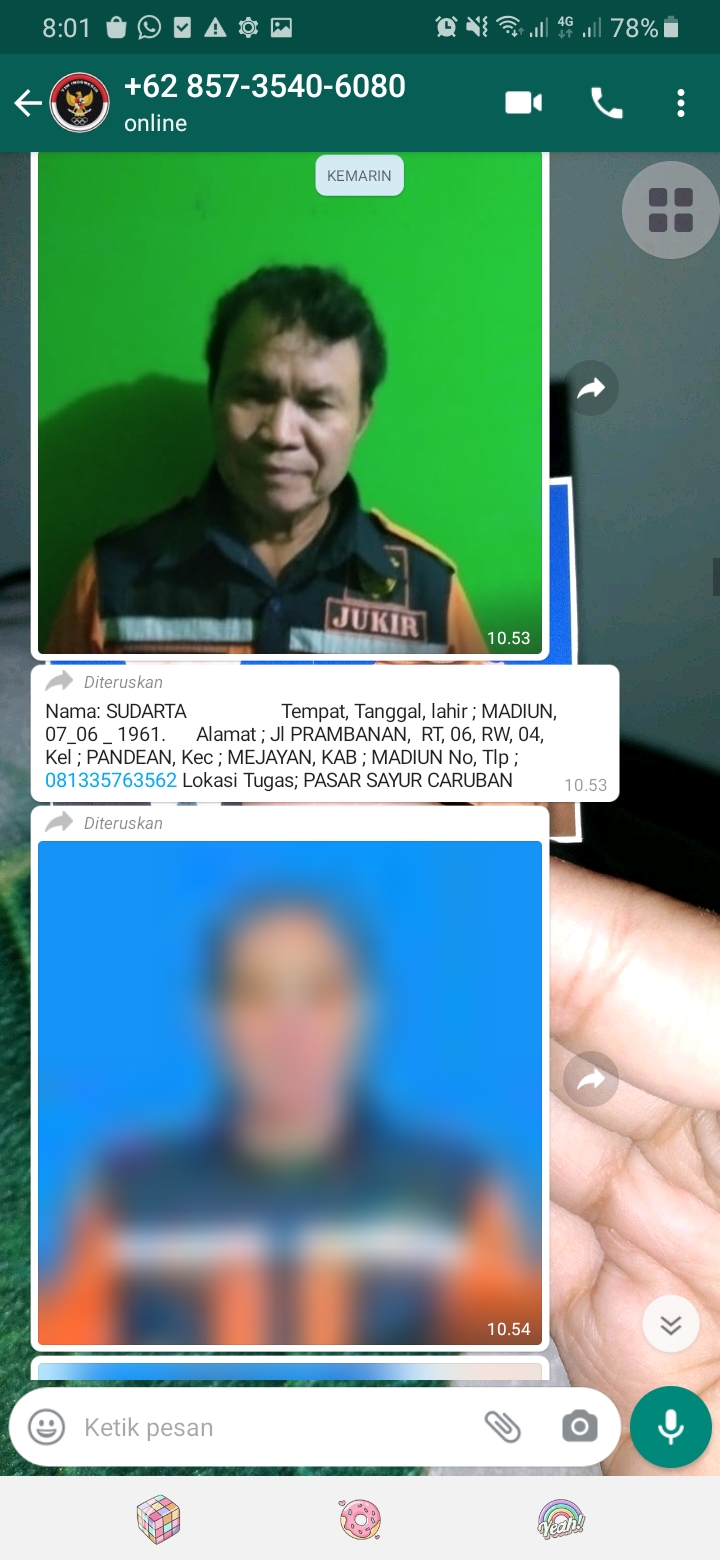 8:01
4G
78%
+62 857-3540-6080
online
KEMARIN
JUKIR
10.53
Diteruskan
Nama: SUDARTA Tempat, Tanggal, lahir ; MADIUN,
07_06 _ 1961. Alamat ; Jl PRAMBANAN, RT, 06, RW, 04,
Kel ; PANDEAN, Kec ; MEJAYAN, KAB ; MADIUN No, Tlp ;
081335763562 Lokasi Tugas; PASAR SAYUR CARUBAN
10.53
Diteruskan
10.54
Ketik pesan
Yeah!